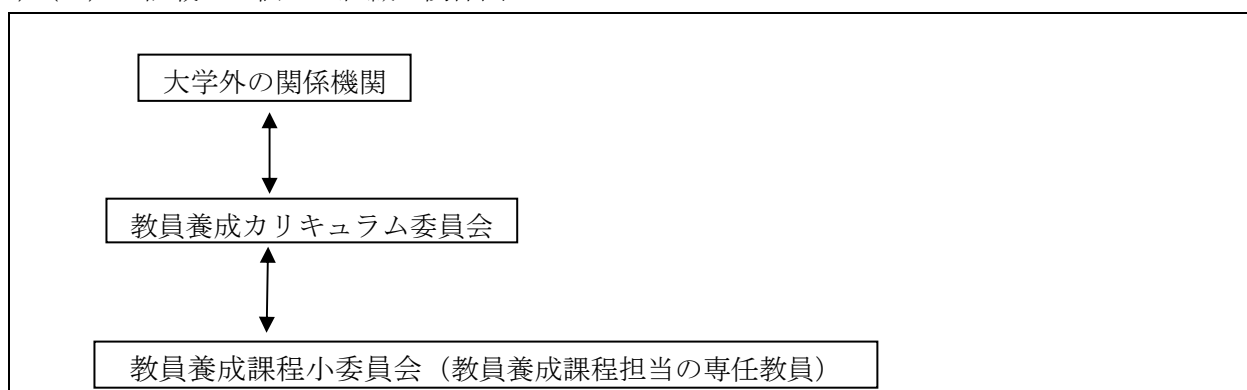 大学外の関係機関
教員養成カリキュラム委員会
教員養成課程小委員会（教員養成課程担当の専任教員）